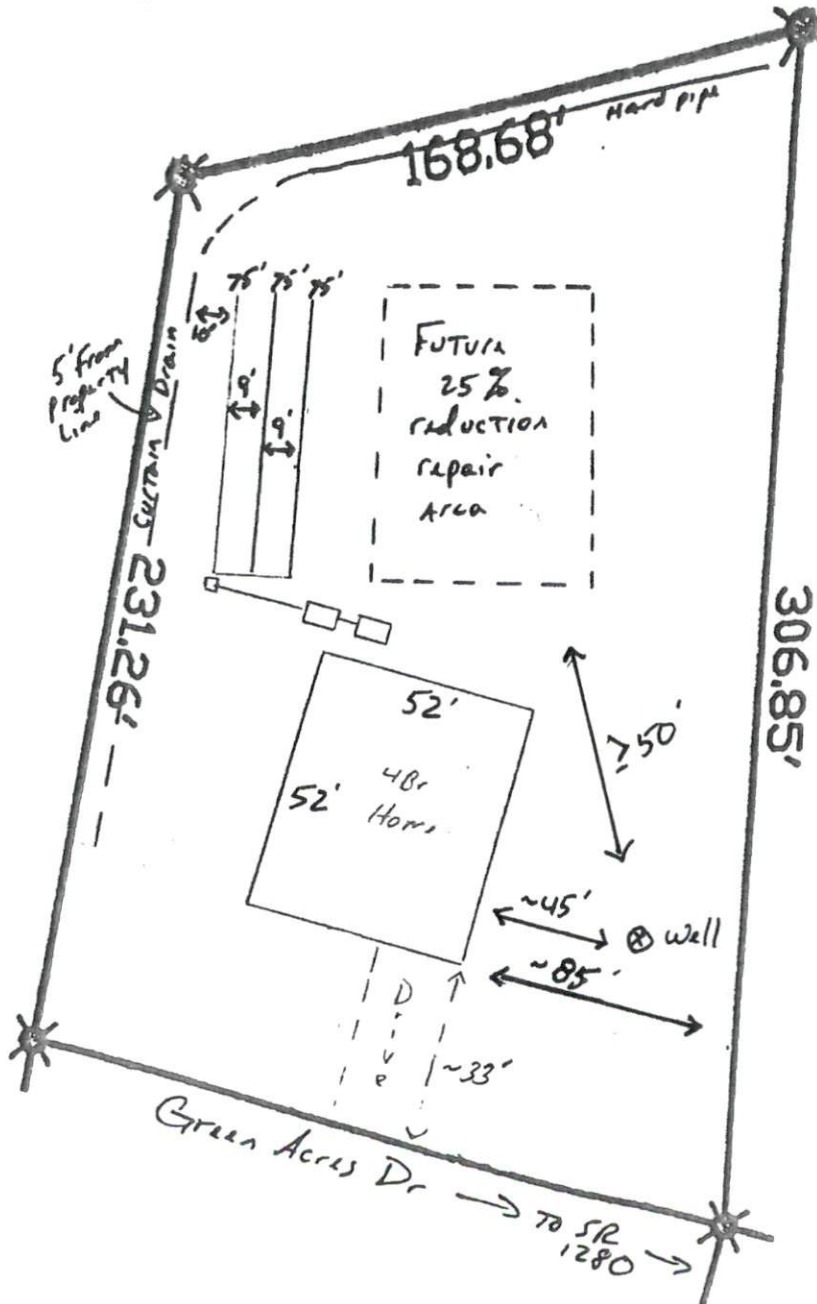 Hard pipe
168.68'
75' 75' 75'
5' From
Property
Line
Curtain Drain
9'
9'
Future
25%
reduction
repair
Area
231.26'
306.85'
52'
52'
4Br
Home
≥50'
~45'
⊗ Well
~85'
Drive
~33'
Green Acres Dr → To SR
1280 →